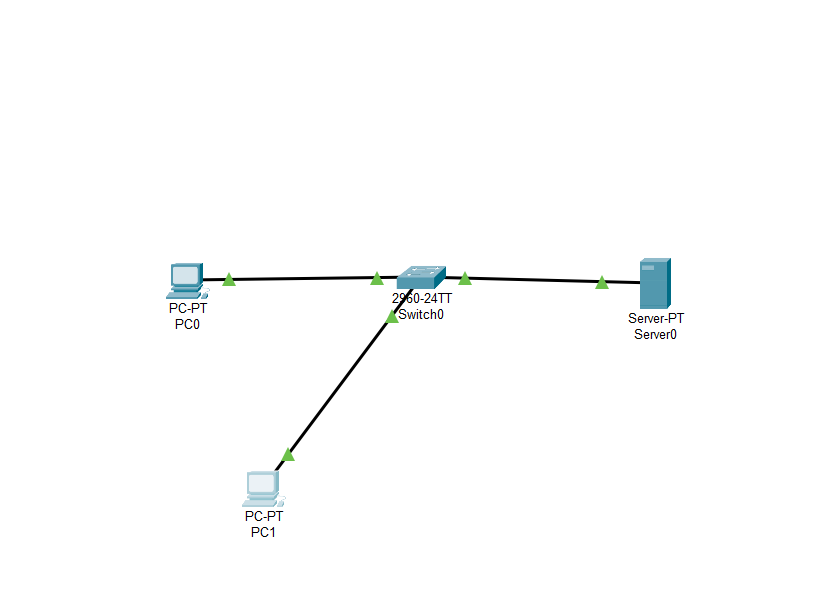 PC-PT
PC0
2960-24TT
Switch0
Server-PT
Server0
PC-PT
PC1